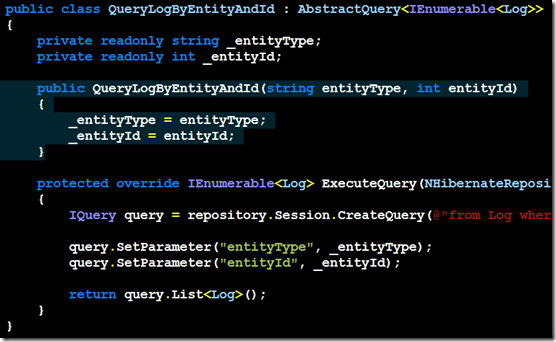 public class QueryLogByEntityAndId : AbstractQuery<IEnumerable<Log>>
{
    private readonly string _entityType;
    private readonly int _entityId;

    public QueryLogByEntityAndId(string entityType, int entityId)
    {
        _entityType = entityType;
        _entityId = entityId;
    }

    protected override IEnumerable<Log> ExecuteQuery(NHibernateReposi
    {
        IQuery query = repository.Session.CreateQuery(@"from Log wher

        query.SetParameter("entityType", _entityType);
        query.SetParameter("entityId", _entityId);

        return query.List<Log>();
    }
}